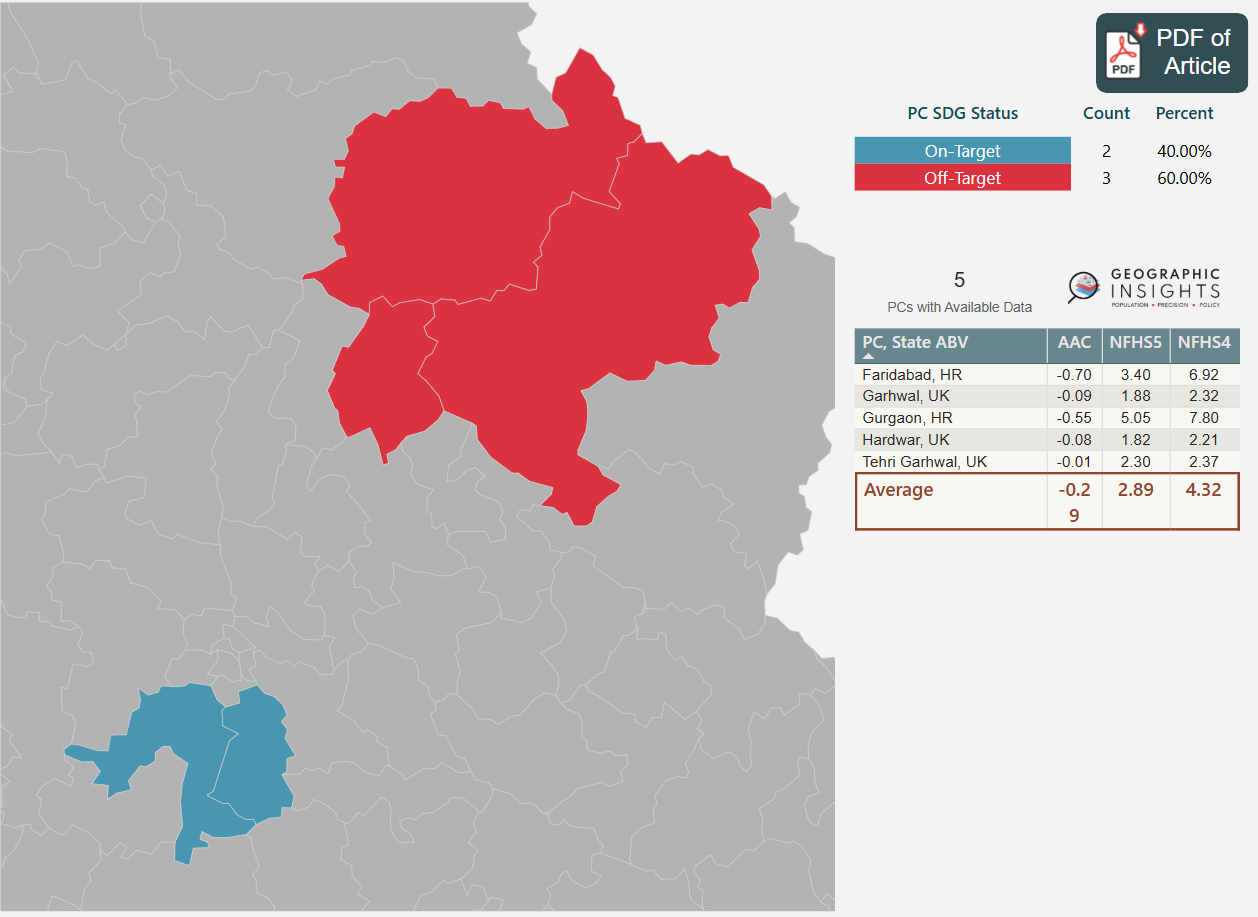 PDF of
Article
PDF
PC SDG Status Count Percent
On-Target 2 40.00%
Off-Target 3 60.00%
5
PCs with Available Data
GEOGRAPHIC
INSIGHTS
POPULATION • PRECISION • POLICY
PC, State ABV AAC NFHS5 NFHS4
Faridabad, HR -0.70 3.40 6.92
Garhwal, UK -0.09 1.88 2.32
Gurgaon, HR -0.55 5.05 7.80
Hardwar, UK -0.08 1.82 2.21
Tehri Garhwal, UK -0.01 2.30 2.37
Average -0.2 2.89 4.32
9